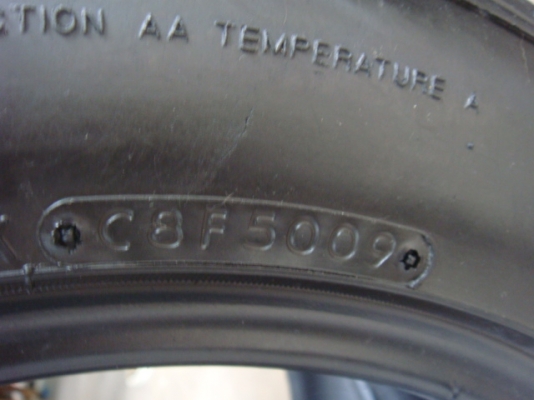 CTION AA TEMPERATURE A
K C8F5009